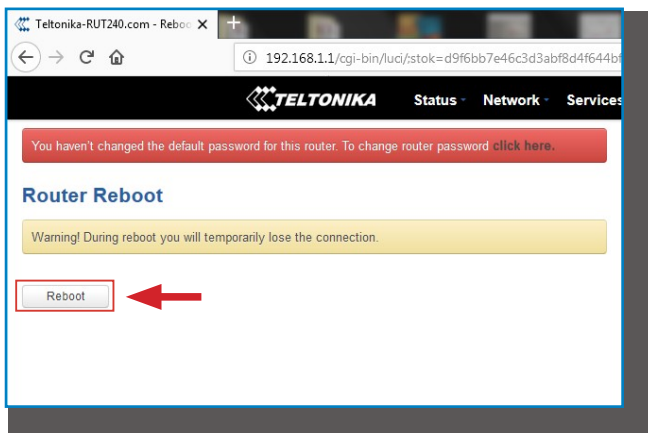 Teltonika-RUT240.com - Reboo
192.168.1.1/cgi-bin/luci/;stok=d9f6bb7e46c3d3abf8d4f644bf
TELTONIKA Status Network Services
You haven't changed the default password for this router. To change router password click here.
Router Reboot
Warning! During reboot you will temporarily lose the connection.
Reboot